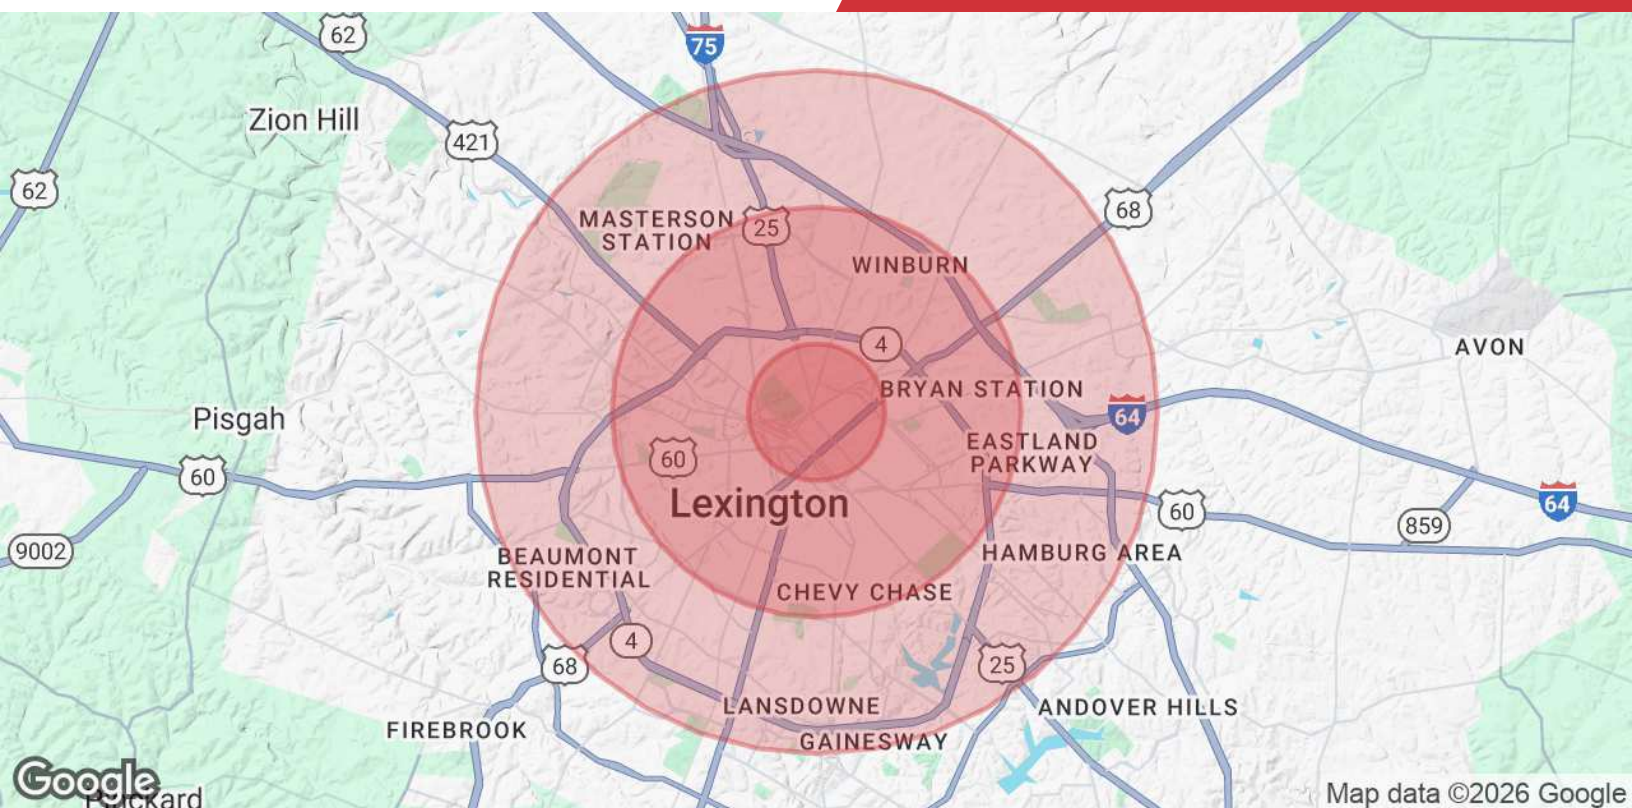 62
75
Zion Hill
421
62
68
MASTERSON
STATION
25
WINBURN
4
AVON
BRYAN STATION
64
Pisgah
EASTLAND
PARKWAY
60
60
Lexington
64
60
859
9002
HAMBURG AREA
BEAUMONT
RESIDENTIAL
CHEVY CHASE
4
68
25
LANSDOWNE
ANDOVER HILLS
FIREBROOK
GAINESWAY
Google
Map data ©2026 Google